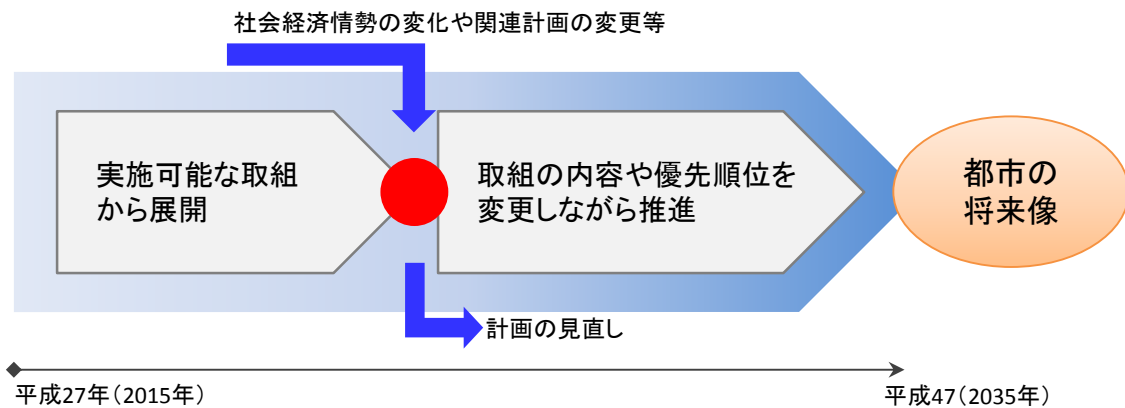 社会経済情勢の変化や関連計画の変更等
実施可能な取組
から展開
取組の内容や優先順位を
変更しながら推進
都市の
将来像
計画の見直し
平成27年(2015年)
平成47(2035年)